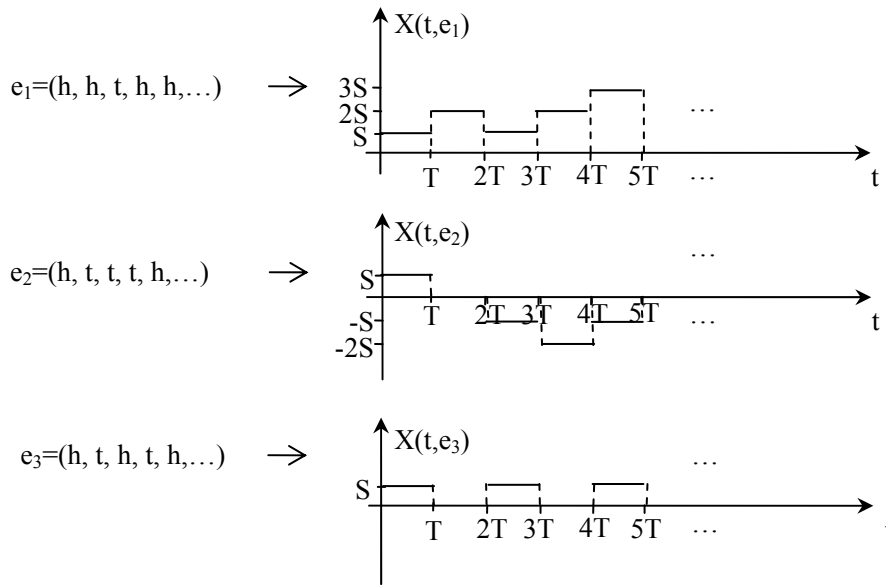 X(t,e₁)
e₁=(h, h, t, h, h,…)
3S
2S
S
…
T 2T 3T 4T 5T …
t
X(t,e₂)
…
e₂=(h, t, t, t, h,…)
S
T 2T 3T 4T 5T …
-S
t
-2S
X(t,e₃)
e₃=(h, t, h, t, h,…)
…
S
T 2T 3T 4T 5T …